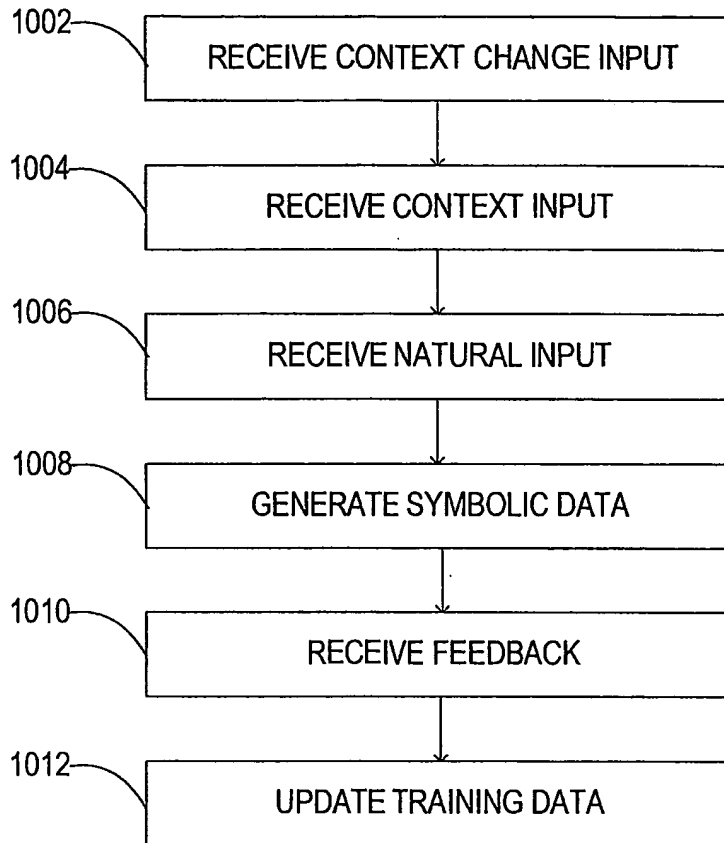 1002
RECEIVE CONTEXT CHANGE INPUT
1004
RECEIVE CONTEXT INPUT
1006
RECEIVE NATURAL INPUT
1008
GENERATE SYMBOLIC DATA
1010
RECEIVE FEEDBACK
1012
UPDATE TRAINING DATA